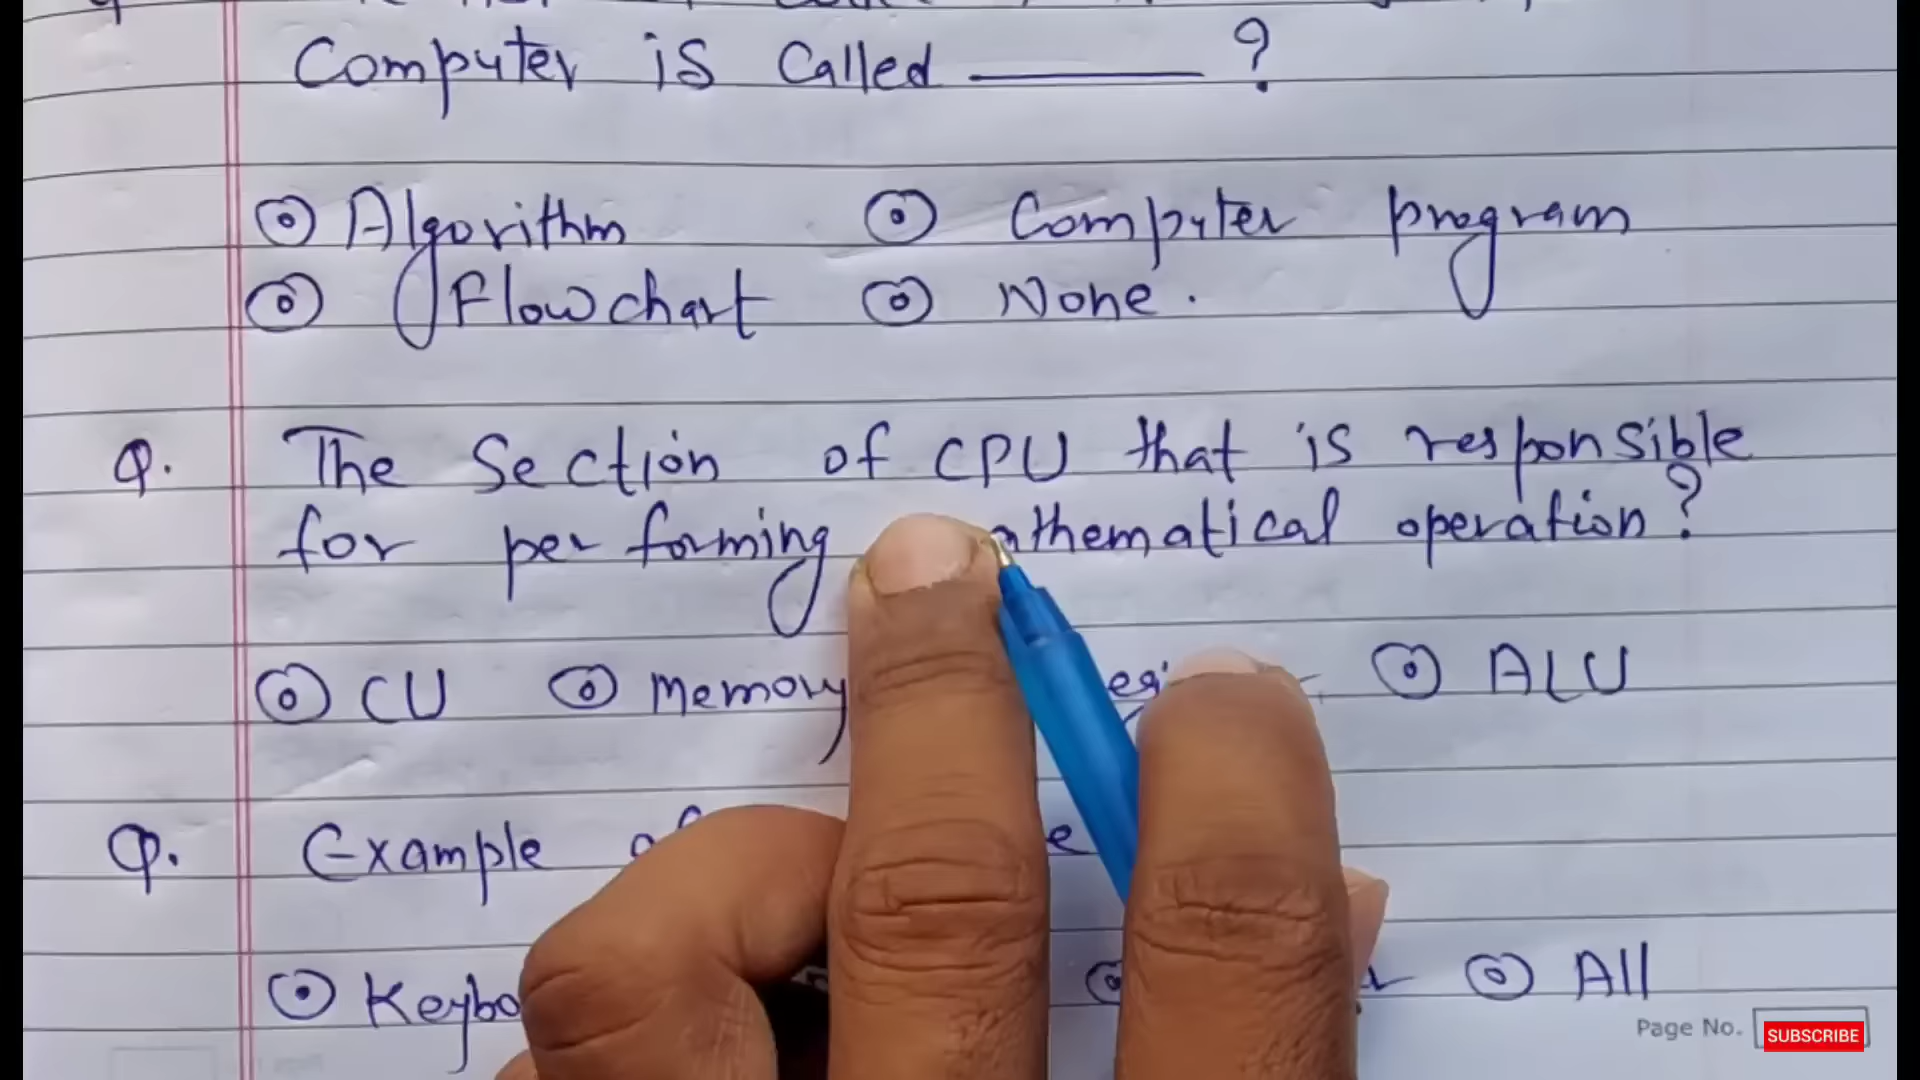 Computer is Called ______ ?
⊙ Algorithm ⊙ Computer program
⊙ Flowchart ⊙ None.
Q. The Section of CPU that is responsible
for performing mathematical operation?
⊙ CU ⊙ Memory ⊙ ALU
Q. Example
⊙ ⊙ ⊙ All
Page No.
SUBSCRIBE